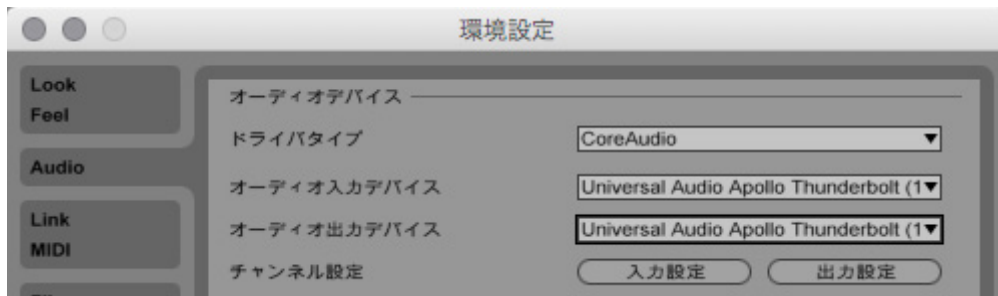 環境設定
Look
Feel
Audio
Link
MIDI
オーディオデバイス
ドライバタイプ CoreAudio
オーディオ入力デバイス Universal Audio Apollo Thunderbolt (1
オーディオ出力デバイス Universal Audio Apollo Thunderbolt (1
チャンネル設定 入力設定 出力設定